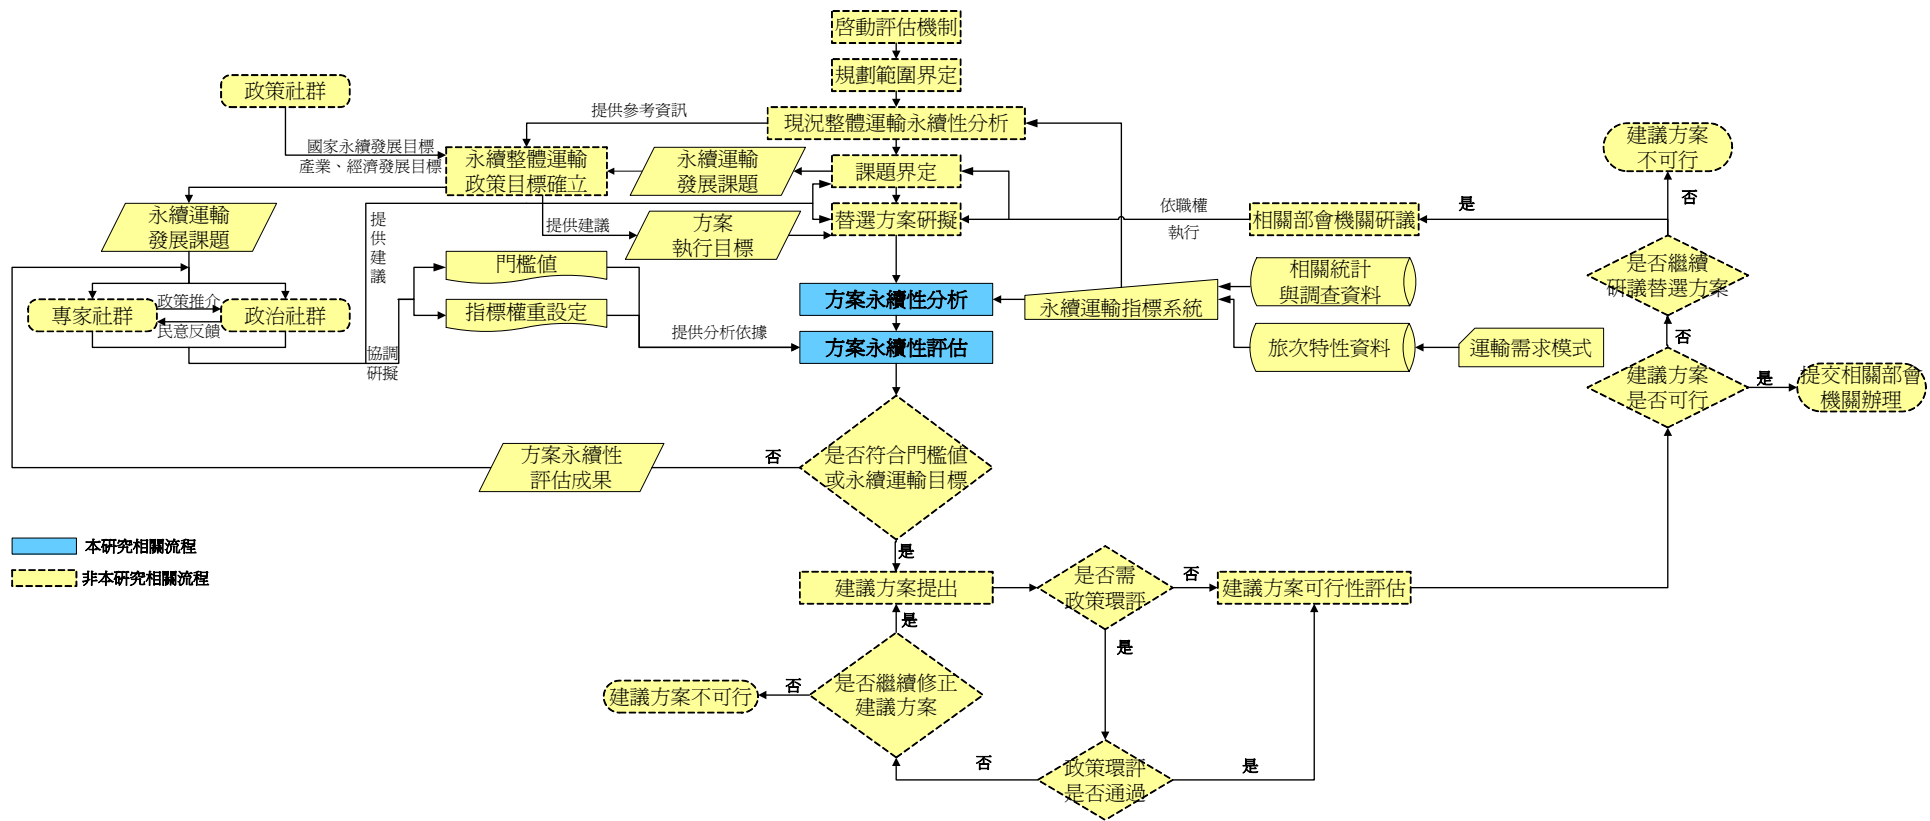 啓動評估機制
規劃範圍界定
政策社群
提供參考資訊
現況整體運輸永續性分析
建議方案
不可行
國家永續發展目標
產業、經濟發展目標
永續整體運輸
政策目標確立
永續運輸
發展課題
課題界定
永續運輸
發展課題
提
供
建
議
提供建議
方案
執行目標
替選方案研擬
依職權
執行
相關部會機關研議
是
否
是否繼續
研議替選方案
門檻值
指標權重設定
方案永續性分析
永續運輸指標系統
相關統計
與調查資料
專家社群
政策推介
民意反饋
政治社群
協調
研擬
提供分析依據
方案永續性評估
旅次特性資料
運輸需求模式
否
建議方案
是否可行
是
提交相關部會
機關辦理
方案永續性
評估成果
否
是否符合門檻值
或永續運輸目標
本研究相關流程
非本研究相關流程
是
建議方案提出
是否需
政策環評
否
建議方案可行性評估
是
是
建議方案不可行
否
是否繼續修正
建議方案
否
政策環評
是否通過
是